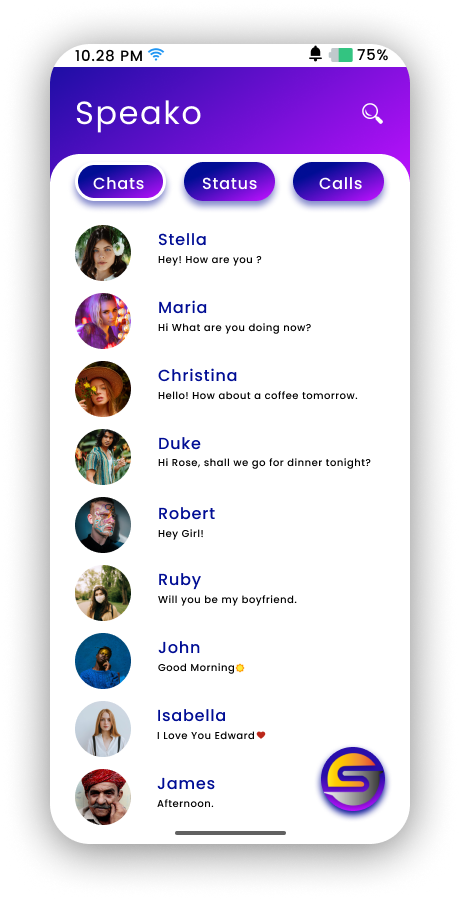 10.28 PM 75%
Speako
Chats Status Calls
Stella
Hey! How are you ?
Maria
Hi What are you doing now?
Christina
Hello! How about a coffee tomorrow.
Duke
Hi Rose, shall we go for dinner tonight?
Robert
Hey Girl!
Ruby
Will you be my boyfriend.
John
Good Morning🌞
Isabella
I Love You Edward❤
James
Afternoon.